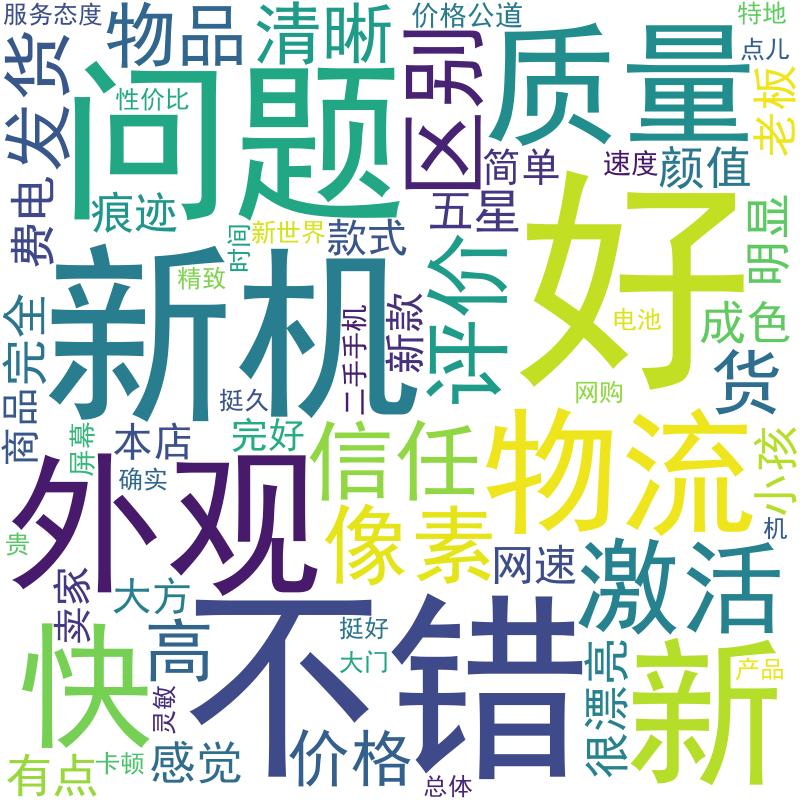 服务态度
物品
清晰
价格公道
区别
质量
特地
点儿
老板
发货
问题
性价比
简单
速度
颜值
费电
痕迹
五星
新世界
款式
时间
明显
新机
精致
评价
好
电池
成色
商品完全
二手手机
新款
货
挺久
网购
屏幕
本店
完好
信任
物流
小孩
确实
外观
像素
机
贵
网速
激活
卖家
大方
快
高
不错
挺好
大门
很漂亮
新
产品
灵敏
有点
卡顿
感觉
价格
总体